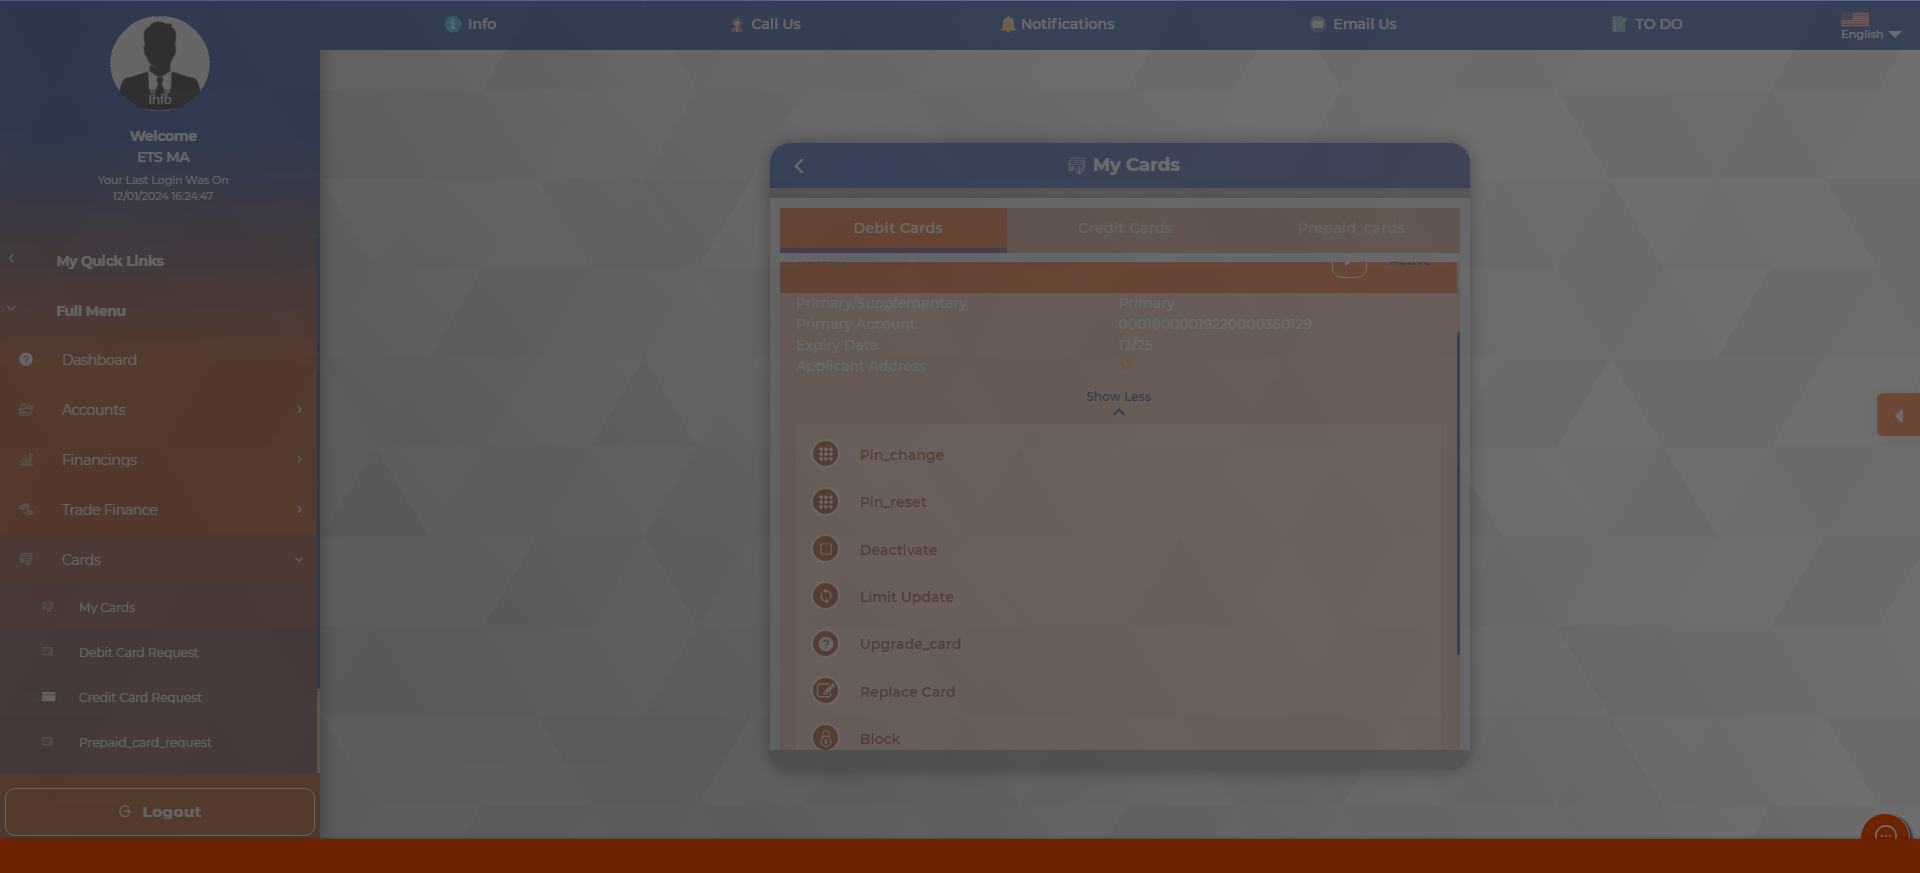 Info
Call Us
Notifications
Email Us
TO DO
English
Info
Welcome
ETS MA
Your Last Login Was On
12/01/2024 16:24:47
My Quick Links
Full Menu
Dashboard
Accounts
Financings
Trade Finance
Cards
My Cards
Debit Card Request
Credit Card Request
Prepaid_card_request
Logout
My Cards
Debit Cards
Credit Cards
Prepaid_cards
Active
Primary/Supplementary
Primary
Primary Account
00018000019220000350129
Expiry Date
12/25
Applicant Address
Show Less
Pin_change
Pin_reset
Deactivate
Limit Update
Upgrade_card
Replace Card
Block